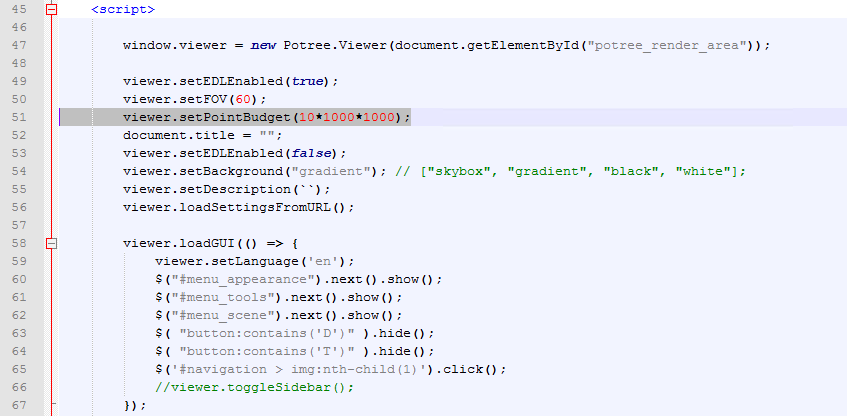 45 <script>
46
47 window.viewer = new Potree.Viewer(document.getElementById("potree_render_area"));
48
49 viewer.setEDLEnabled(true);
50 viewer.setFOV(60);
51 viewer.setPointBudget(10*1000*1000);
52 document.title = "";
53 viewer.setEDLEnabled(false);
54 viewer.setBackground("gradient"); // ["skybox", "gradient", "black", "white"];
55 viewer.setDescription(``);
56 viewer.loadSettingsFromURL();
57
58 viewer.loadGUI(() => {
59 viewer.setLanguage('en');
60 $("#menu_appearance").next().show();
61 $("#menu_tools").next().show();
62 $("#menu_scene").next().show();
63 $( "button:contains('D')" ).hide();
64 $( "button:contains('T')" ).hide();
65 $('#navigation > img:nth-child(1)').click();
66 //viewer.toggleSidebar();
67 });